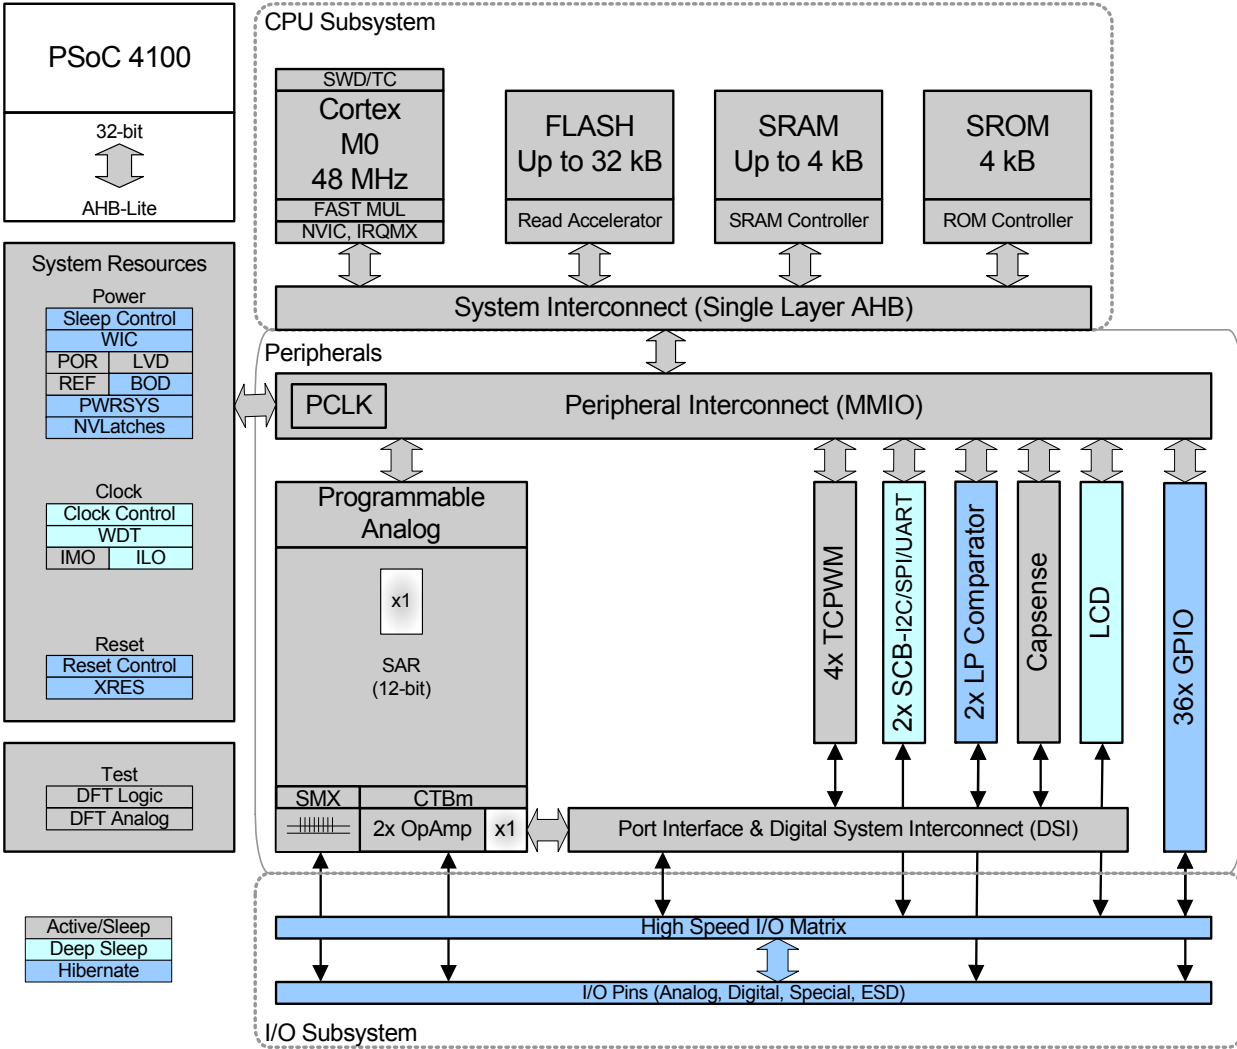 PSoC 4100
32-bit
AHB-Lite
CPU Subsystem
SWD/TC
Cortex
M0
48 MHz
FAST MUL
NVIC, IRQMX
FLASH
Up to 32 kB
Read Accelerator
SRAM
Up to 4 kB
SRAM Controller
SROM
4 kB
ROM Controller
System Interconnect (Single Layer AHB)
System Resources
Power
Sleep Control
WIC
POR LVD
REF BOD
PWRSYS
NVLatches
Clock
Clock Control
WDT
IMO ILO
Reset
Reset Control
XRES
Test
DFT Logic
DFT Analog
Peripherals
PCLK
Peripheral Interconnect (MMIO)
Programmable
Analog
x1
SAR
(12-bit)
SMX
CTBm
2x OpAmp
x1
4x TCPWM
2x SCB-I2C/SPI/UART
2x LP Comparator
Capsense
LCD
36x GPIO
Port Interface & Digital System Interconnect (DSI)
High Speed I/O Matrix
I/O Pins (Analog, Digital, Special, ESD)
I/O Subsystem
Active/Sleep
Deep Sleep
Hibernate